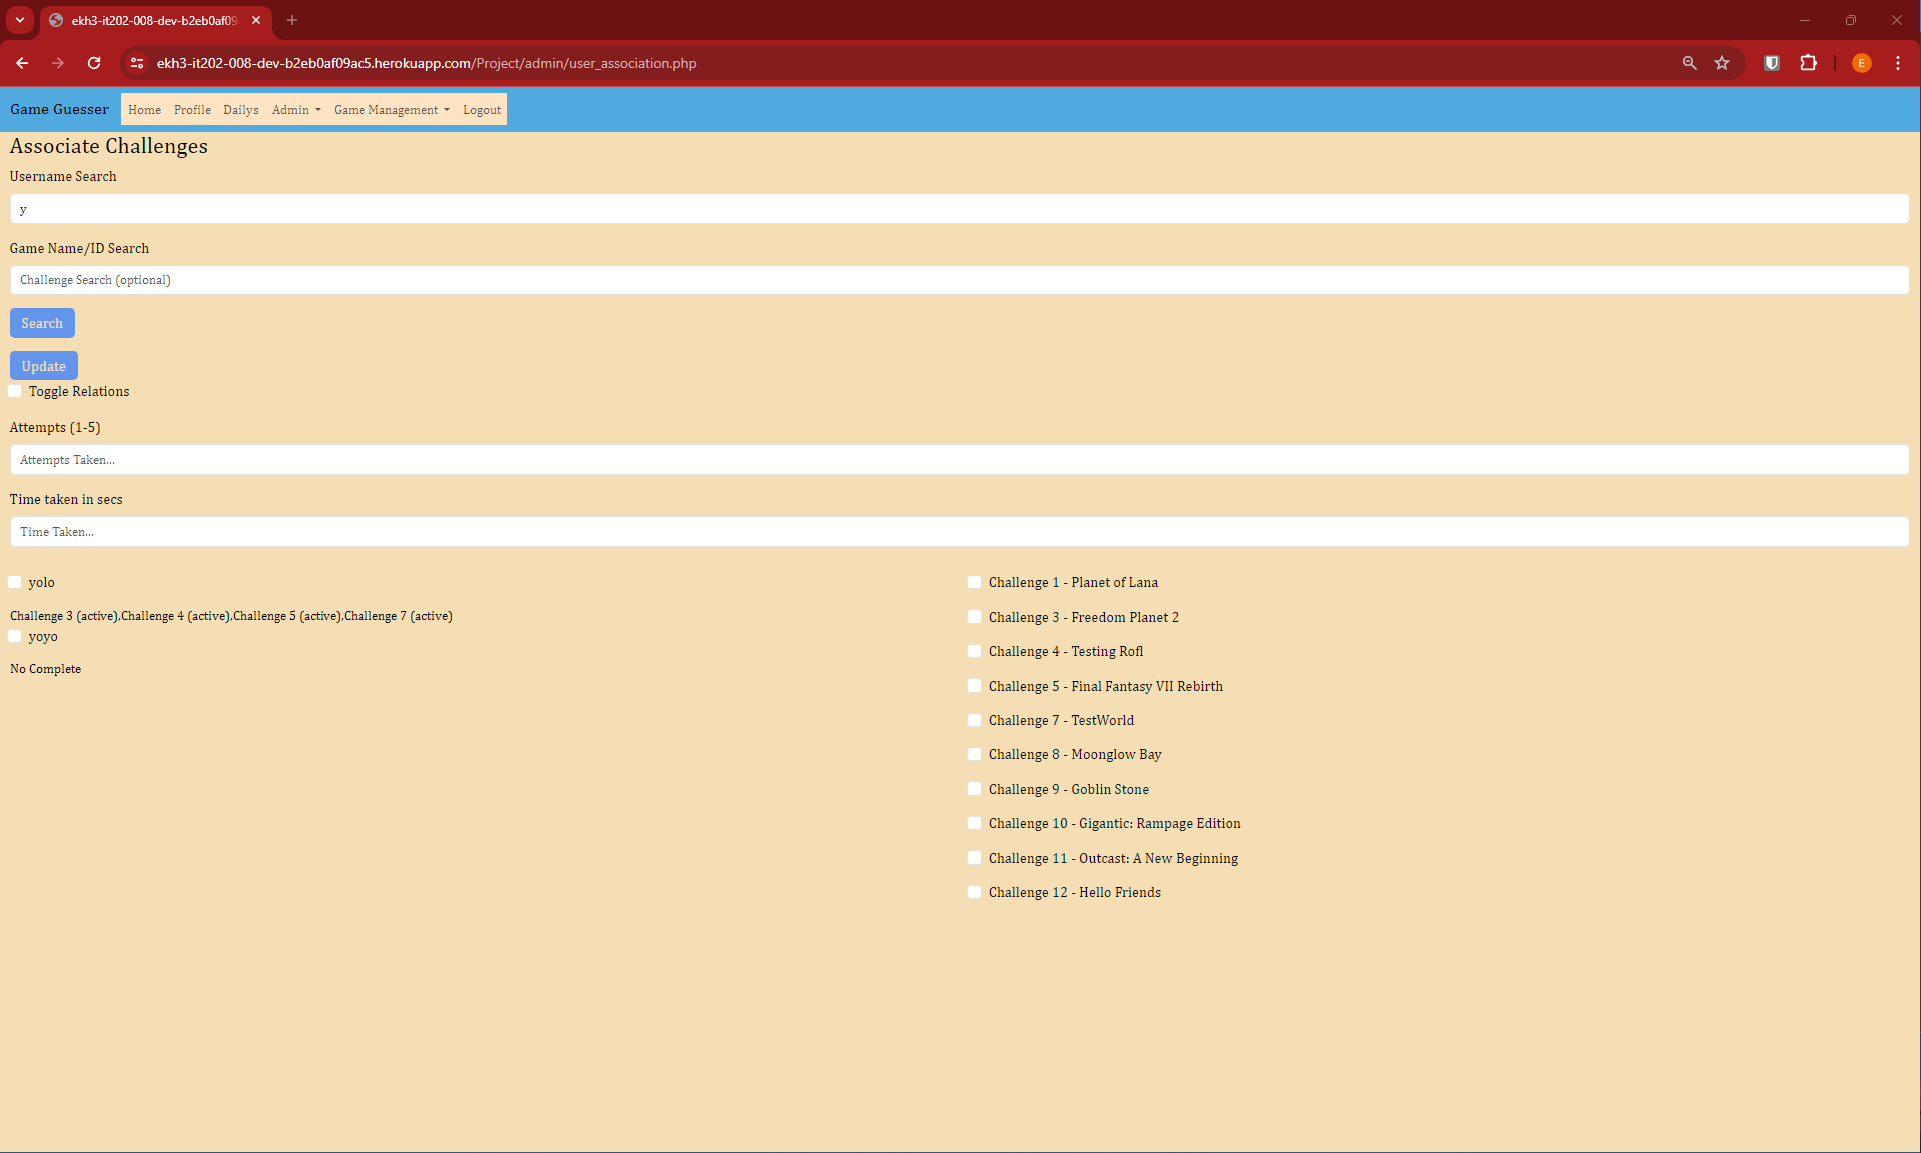 ekh3-it202-008-dev-b2eb0af09
ekh3-it202-008-dev-b2eb0af09ac5.herokuapp.com/Project/admin/user_association.php
E
Game Guesser Home Profile Dailys Admin Game Management Logout
Associate Challenges
Username Search
y
Game Name/ID Search
Challenge Search (optional)
Search
Update
Toggle Relations
Attempts (1-5)
Attempts Taken...
Time taken in secs
Time Taken...
yolo
Challenge 3 (active),Challenge 4 (active),Challenge 5 (active),Challenge 7 (active)
yoyo
No Complete
Challenge 1 - Planet of Lana
Challenge 3 - Freedom Planet 2
Challenge 4 - Testing Rofl
Challenge 5 - Final Fantasy VII Rebirth
Challenge 7 - TestWorld
Challenge 8 - Moonglow Bay
Challenge 9 - Goblin Stone
Challenge 10 - Gigantic: Rampage Edition
Challenge 11 - Outcast: A New Beginning
Challenge 12 - Hello Friends